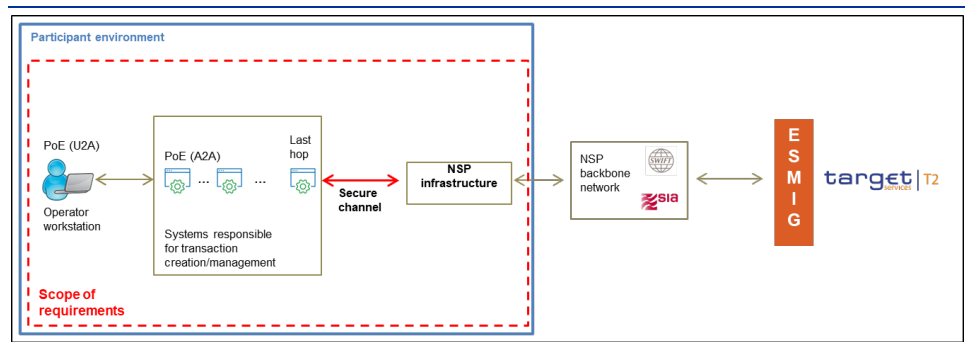 Participant environment
PoE (U2A)
Operator
workstation
PoE (A2A)
... ...
Last
hop
Systems responsible
for transaction
creation/management
Secure
channel
NSP
infrastructure
Scope of
requirements
NSP
backbone
network
SWIFT
sia
E
S
M
I
G
target
services
T2